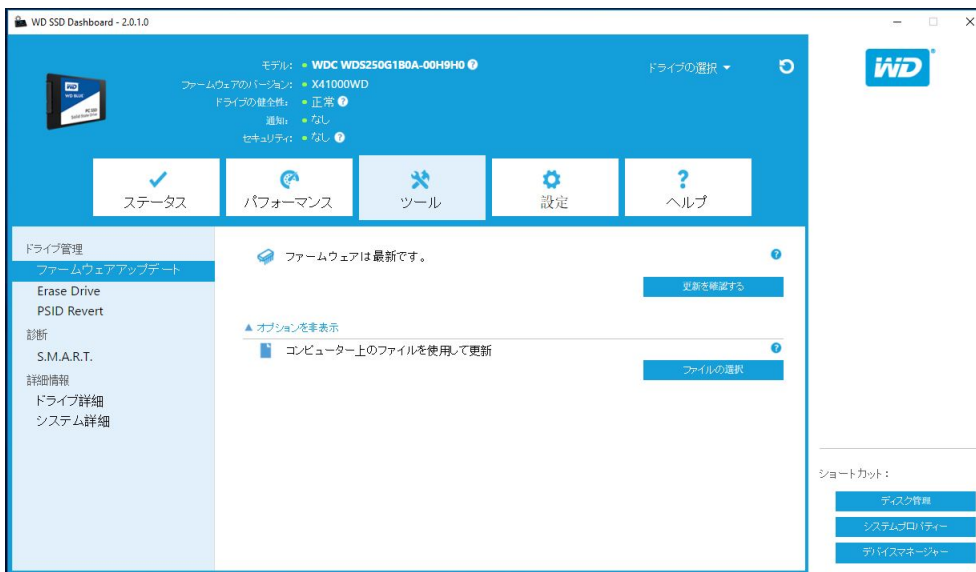 WD SSD Dashboard - 2.0.1.0
モデル: WDC WDS250G1B0A-00H9H0
ファームウェアのバージョン: X41000WD
ドライブの健全性: 正常
通知: なし
セキュリティ: なし
ドライブの選択
WD
WD BLUE
ステータス
パフォーマンス
ツール
設定
ヘルプ
ドライブ管理
ファームウェアアップデート
Erase Drive
PSID Revert
診断
S.M.A.R.T.
詳細情報
ドライブ詳細
システム詳細
ファームウェアは最新です。
更新を確認する
オプションを非表示
コンピューター上のファイルを使用して更新
ファイルの選択
WD
ショートカット:
ディスク管理
システムプロパティー
デバイスマネージャー